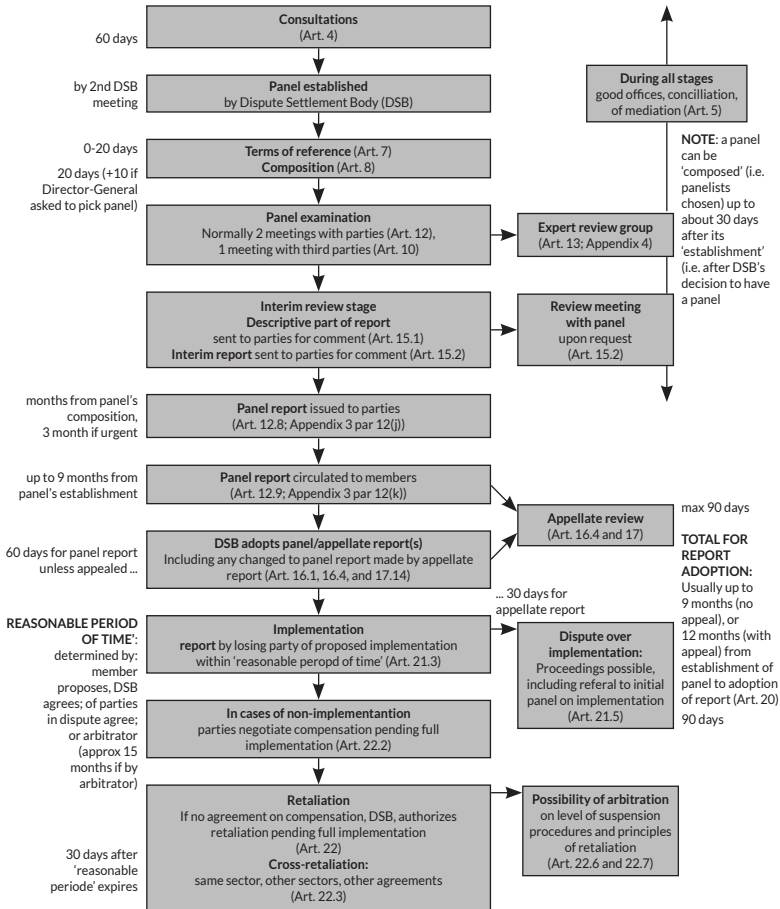 Consultations
(Art. 4)
60 days
During all stages
good offices, concilliation,
of mediation (Art. 5)
by 2nd DSB
meeting
Panel established
by Dispute Settlement Body (DSB)
0-20 days
20 days (+10 if
Director-General
asked to pick panel)
Terms of reference (Art. 7)
Composition (Art. 8)
NOTE: a panel
can be
‘composed’ (i.e.
panelists
chosen) up to
about 30 days
after its
‘establishment’
(i.e. after DSB’s
decision to have
a panel
Panel examination
Normally 2 meetings with parties (Art. 12),
1 meeting with third parties (Art. 10)
Expert review group
(Art. 13; Appendix 4)
Interim review stage
Descriptive part of report
sent to parties for comment (Art. 15.1)
Interim report sent to parties for comment (Art. 15.2)
Review meeting
with panel
upon request
(Art. 15.2)
months from panel’s
composition,
3 month if urgent
Panel report issued to parties
(Art. 12.8; Appendix 3 par 12(j))
up to 9 months from
panel’s establishment
Panel report circulated to members
(Art. 12.9; Appendix 3 par 12(k))
Appellate review
(Art. 16.4 and 17)
max 90 days
60 days for panel report
unless appealed ...
DSB adopts panel/appellate report(s)
Including any changed to panel report made by appellate
report (Art. 16.1, 16.4, and 17.14)
... 30 days for
appellate report
TOTAL FOR
REPORT
ADOPTION:
Usually up to
9 months (no
appeal), or
12 months (with
appeal) from
establishment of
panel to adoption
of report (Art. 20)
90 days
REASONABLE PERIOD
OF TIME’:
determined by:
member
proposes, DSB
agrees; of parties
in dispute agree;
or arbitrator
(approx 15
months if by
arbitrator)
Implementation
report by losing party of proposed implementation
within ‘reasonable peropd of time’ (Art. 21.3)
Dispute over
implementation:
Proceedings possible,
including referal to initial
panel on implementation
(Art. 21.5)
In cases of non-implementantion
parties negotiate compensation pending full
implementation (Art. 22.2)
30 days after
‘reasonable
periode’ expires
Retaliation
If no agreement on compensation, DSB, authorizes
retaliation pending full implementation
(Art. 22)
Cross-retaliation:
same sector, other sectors, other agreements
(Art. 22.3)
Possibility of arbitration
on level of suspension
procedures and principles
of retaliation
(Art. 22.6 and 22.7)